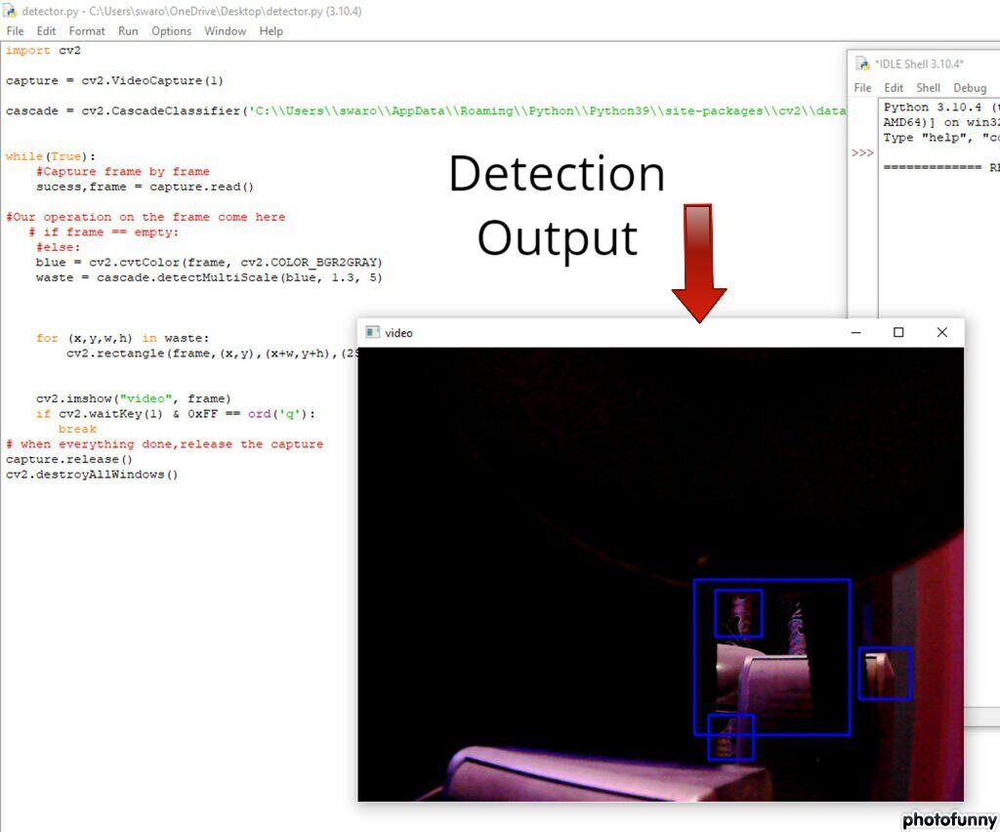 detector.py - C:\Users\swaro\OneDrive\Desktop\detector.py (3.10.4)
File Edit Format Run Options Window Help
import cv2
capture = cv2.VideoCapture(1)
cascade = cv2.CascadeClassifier('C:\\Users\\swaro\\AppData\\Roaming\\Python\\Python39\\site-packages\\cv2\\data
while(True):
#Capture frame by frame
sucess,frame = capture.read()
#Our operation on the frame come here
# if frame == empty:
#else:
blue = cv2.cvtColor(frame, cv2.COLOR_BGR2GRAY)
waste = cascade.detectMultiScale(blue, 1.3, 5)
for (x,y,w,h) in waste:
cv2.rectangle(frame,(x,y),(x+w,y+h),(2
cv2.imshow("video", frame)
if cv2.waitKey(1) & 0xFF == ord('q'):
break
# when everything done,release the capture
capture.release()
cv2.destroyAllWindows()
*IDLE Shell 3.10.4*
File Edit Shell Debug
Python 3.10.4 (t
AMD64)] on win32
Type "help", "co
>>>
============= RE
Detection
Output
video
photofunny